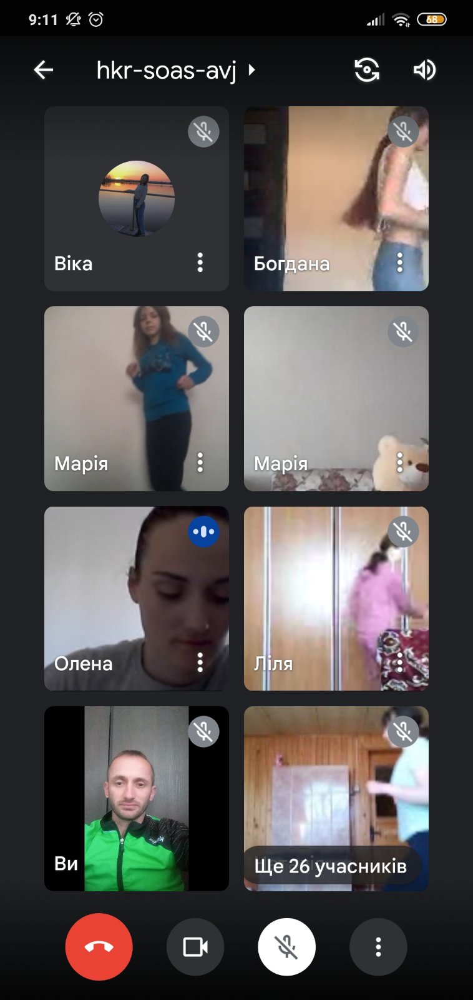 9:11
68
hkr-soas-avj
Віка
Богдана
Марія
Марія
Олена
Ліля
Ви
Ще 26 учасників